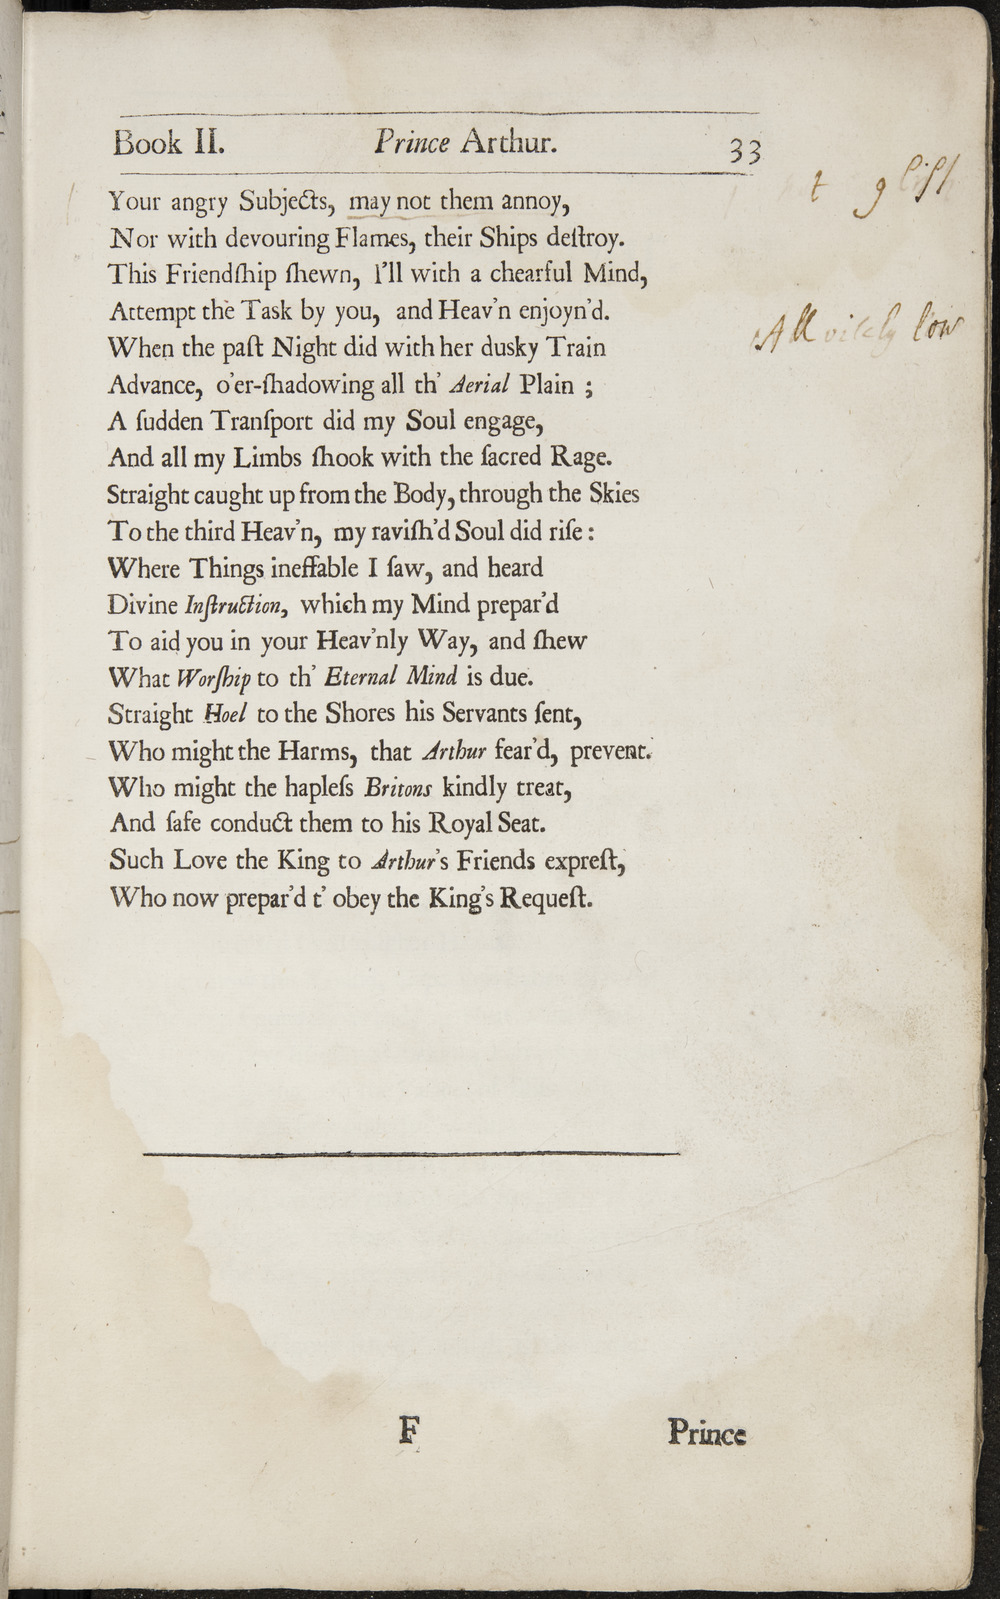 Book II. Prince Arthur. 33
Your angry Subjects, may not them annoy,
Nor with devouring Flames, their Ships deſtroy.
This Friendſhip ſhewn, I'll with a chearful Mind,
Attempt the Task by you, and Heav'n enjoyn'd.
When the paſt Night did with her dusky Train
Advance, o'er-ſhadowing all th' Aerial Plain ;
A ſudden Tranſport did my Soul engage,
And all my Limbs ſhook with the ſacred Rage.
Straight caught up from the Body, through the Skies
To the third Heav'n, my raviſh'd Soul did riſe :
Where Things ineffable I ſaw, and heard
Divine Inſtruction, which my Mind prepar'd
To aid you in your Heav'nly Way, and ſhew
What Worſhip to th' Eternal Mind is due.
Straight Hoel to the Shores his Servants ſent,
Who might the Harms, that Arthur fear'd, prevent.
Who might the hapleſs Britons kindly treat,
And ſafe conduct them to his Royal Seat.
Such Love the King to Arthur's Friends expreſt,
Who now prepar'd t' obey the King's Requeſt.
All vilely low
F Prince